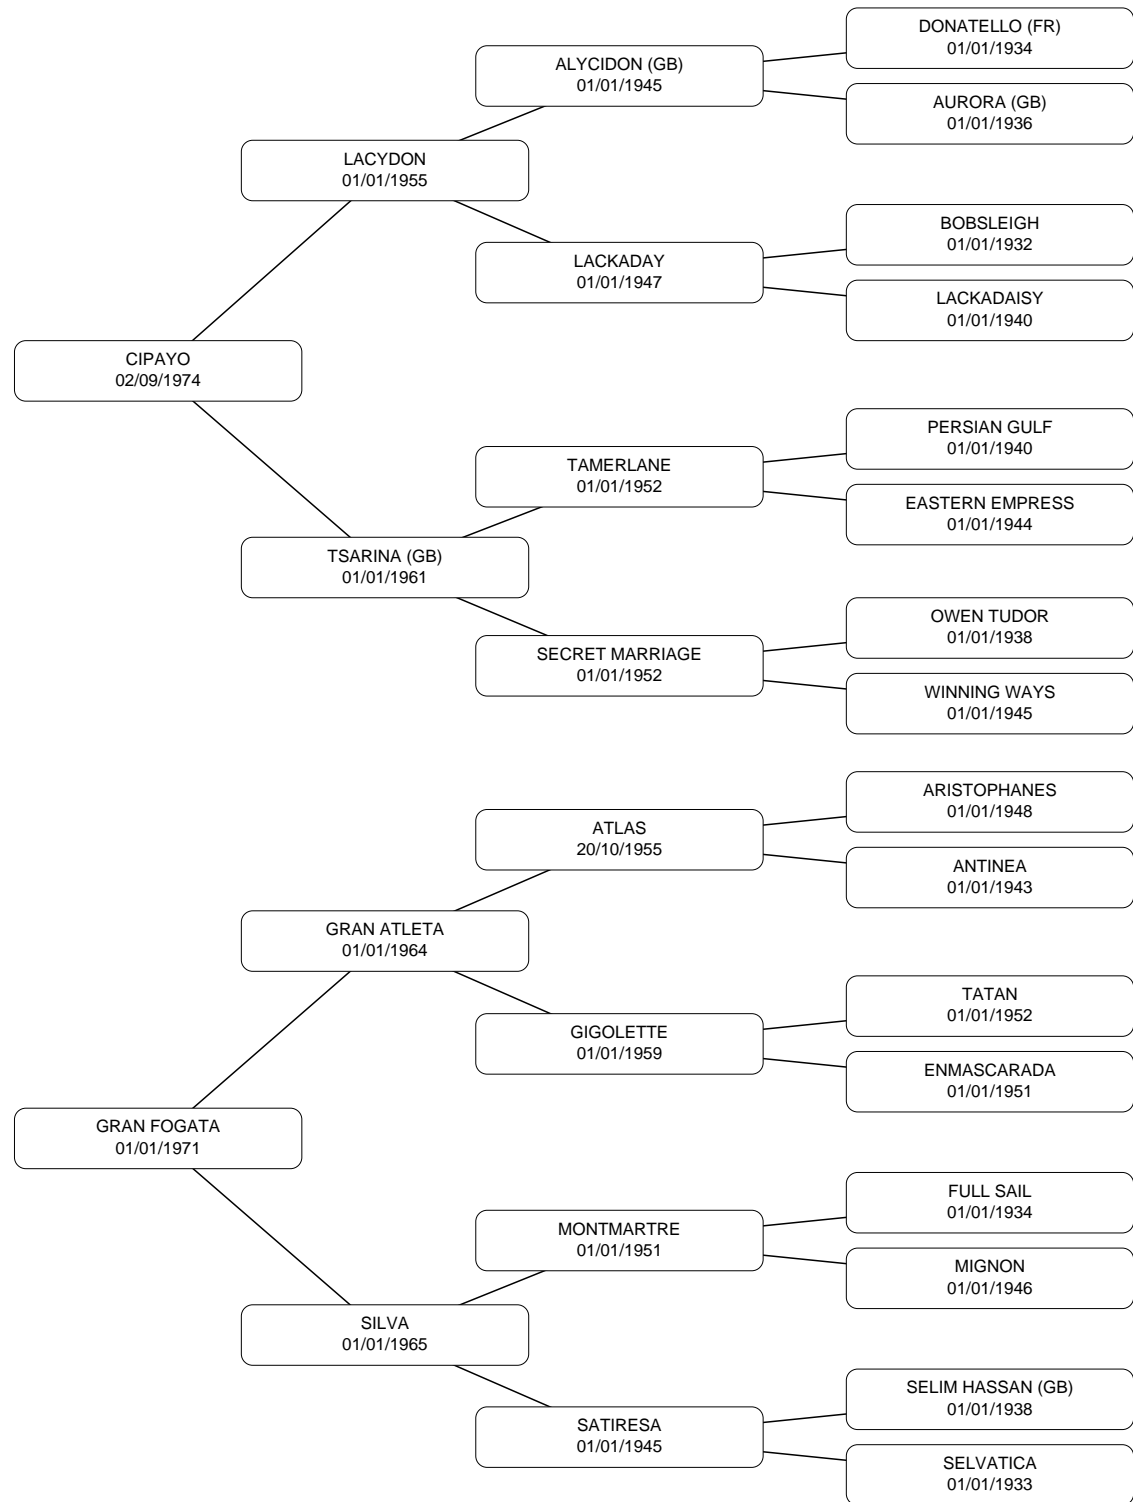 DONATELLO (FR)
01/01/1934
ALYCIDON (GB)
01/01/1945
AURORA (GB)
01/01/1936
LACYDON
01/01/1955
BOBSLEIGH
01/01/1932
LACKADAY
01/01/1947
LACKADAISY
01/01/1940
CIPAYO
02/09/1974
PERSIAN GULF
01/01/1940
TAMERLANE
01/01/1952
EASTERN EMPRESS
01/01/1944
TSARINA (GB)
01/01/1961
OWEN TUDOR
01/01/1938
SECRET MARRIAGE
01/01/1952
WINNING WAYS
01/01/1945
ARISTOPHANES
01/01/1948
ATLAS
20/10/1955
ANTINEA
01/01/1943
GRAN ATLETA
01/01/1964
TATAN
01/01/1952
GIGOLETTE
01/01/1959
ENMASCARADA
01/01/1951
GRAN FOGATA
01/01/1971
FULL SAIL
01/01/1934
MONTMARTRE
01/01/1951
MIGNON
01/01/1946
SILVA
01/01/1965
SELIM HASSAN (GB)
01/01/1938
SATIRESA
01/01/1945
SELVATICA
01/01/1933